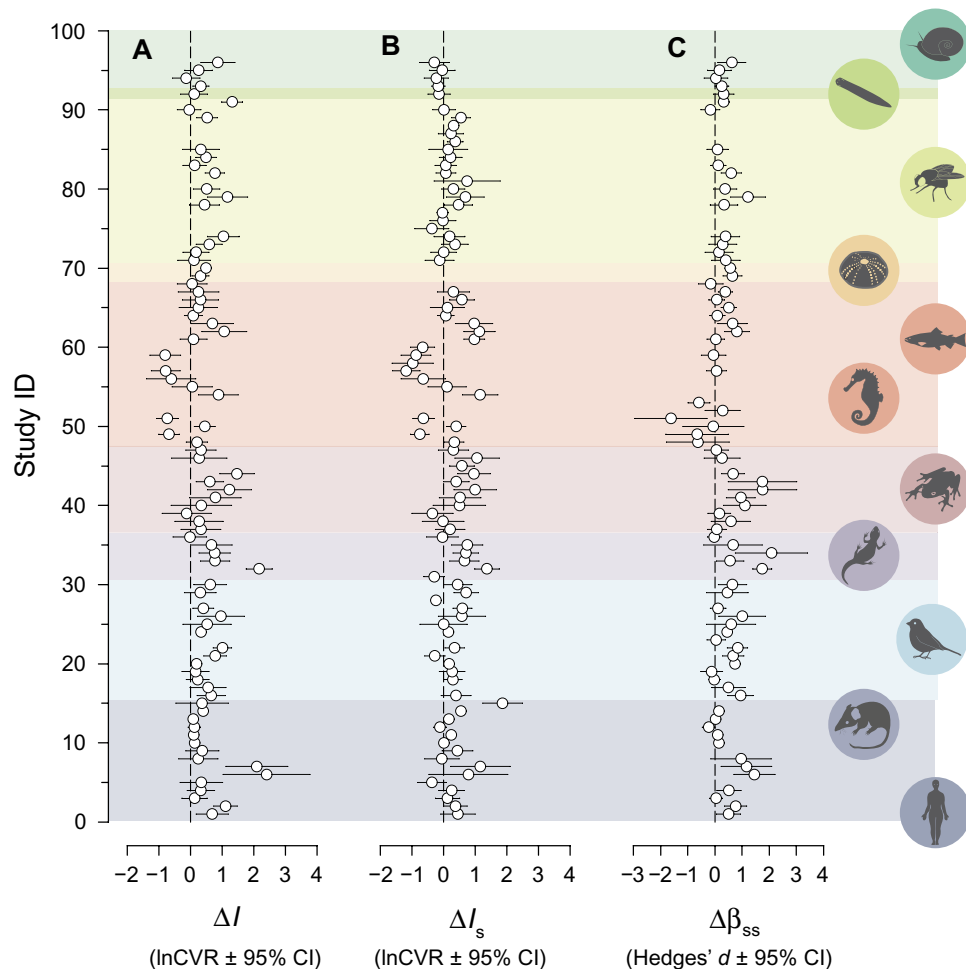 A B C
Study ID
100
90
80
70
60
50
40
30
20
10
0
−2 −1 0 1 2 3 4
−2 −1 0 1 2 3 4
−3 −2 −1 0 1 2 3 4
ΔI
(lnCVR ± 95% CI)
ΔIs
(lnCVR ± 95% CI)
Δβss
(Hedges' d ± 95% CI)